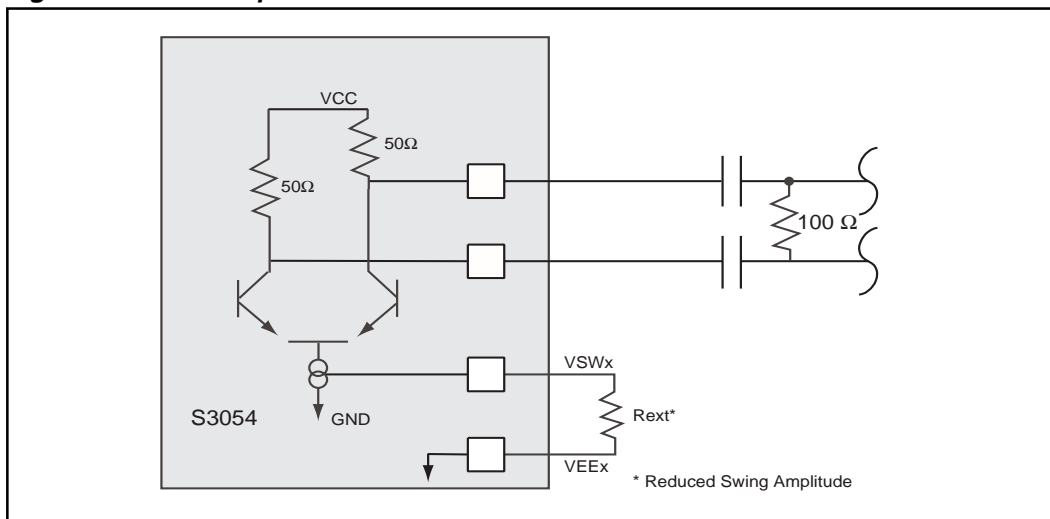 VCC
50Ω
50Ω
100 Ω
VSWx
Rext*
S3054
GND
VEEx
* Reduced Swing Amplitude